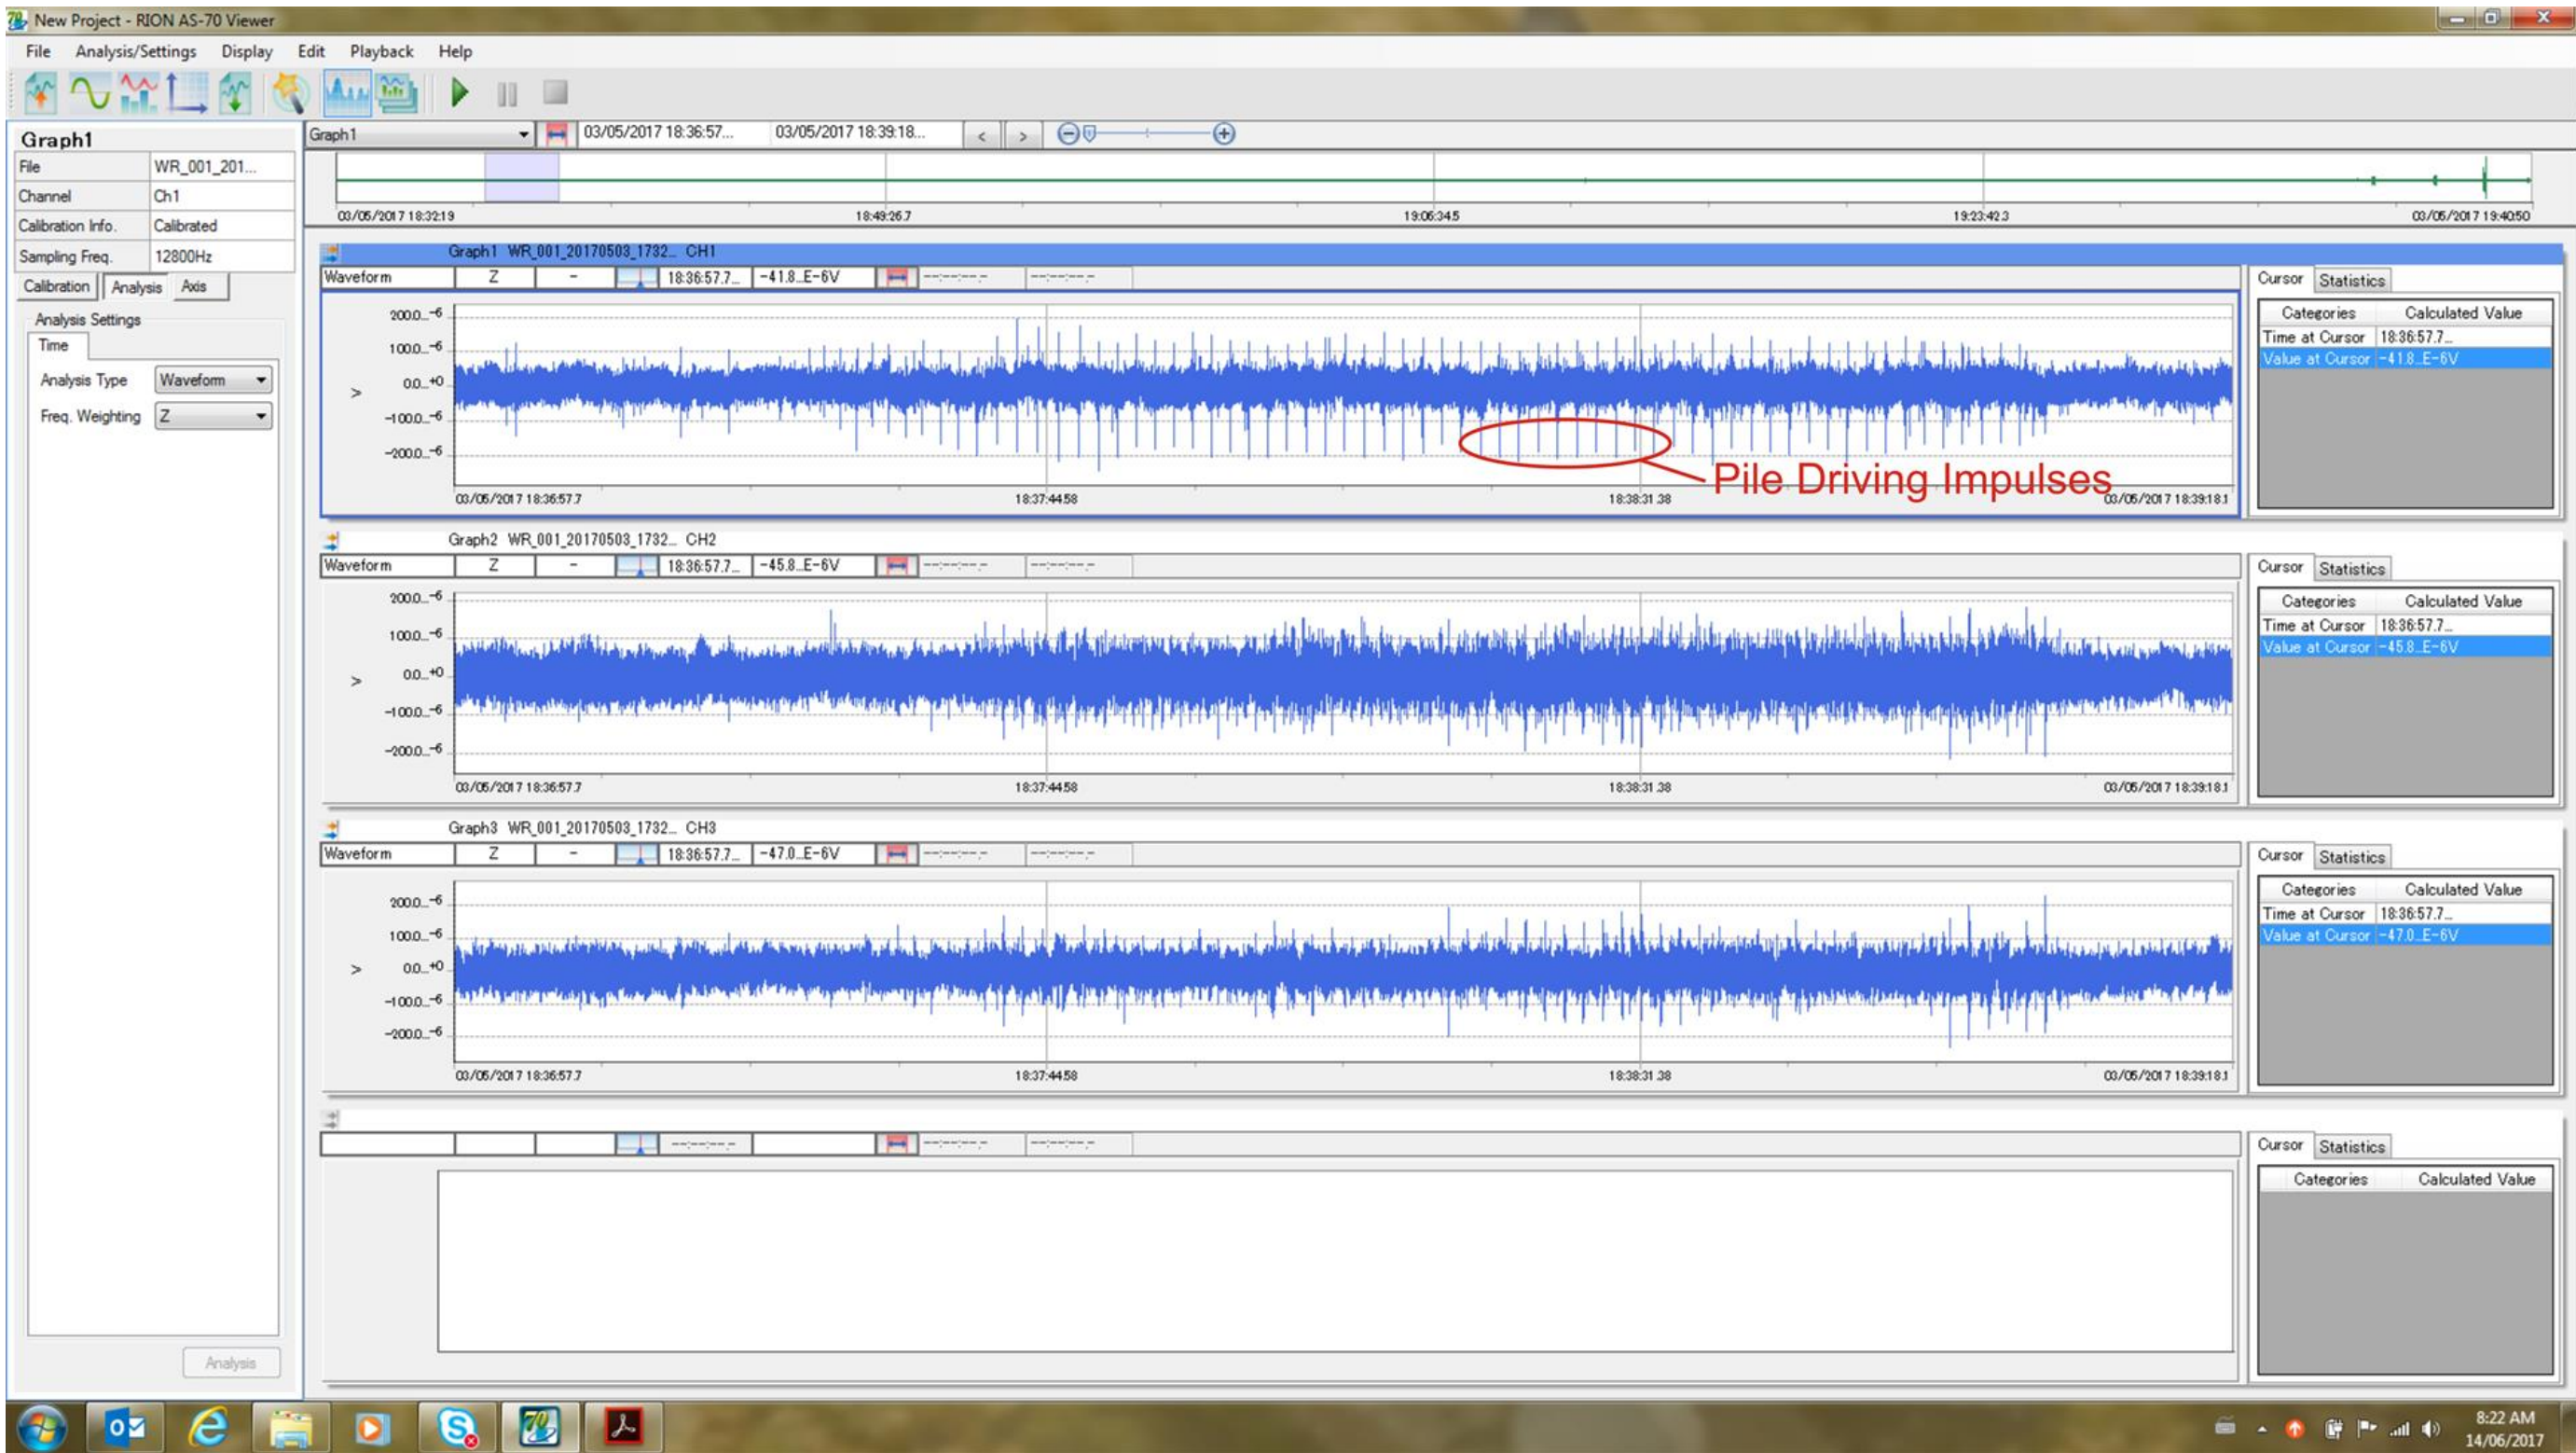 New Project - RION AS-70 Viewer
File Analysis/Settings Display Edit Playback Help
Graph1
File WR_001_201...
Channel Ch1
Calibration Info. Calibrated
Sampling Freq. 12800Hz
Calibration Analysis Axis
Analysis Settings
Time
Analysis Type Waveform
Freq. Weighting Z
Analysis
Graph1 03/05/2017 18:36:57... 03/05/2017 18:39:18... < >
03/05/2017 18:32:19 18:49:26.7 19:06:34.5 19:23:42.3 03/05/2017 19:40:50
Graph1 WR_001_20170503_1732... CH1
Waveform Z - 18:36:57.7... -41.8...E-6V --:--:--.- --:--:--.-
200.0...-6
100.0...-6
0.0...+0
-100.0...-6
-200.0...-6
V
Pile Driving Impulses
03/05/2017 18:36:57.7 18:37:44.58 18:38:31.38 03/05/2017 18:39:18.1
Cursor Statistics
Categories Calculated Value
Time at Cursor 18:36:57.7...
Value at Cursor -41.8...E-6V
Graph2 WR_001_20170503_1732... CH2
Waveform Z - 18:36:57.7... -45.8...E-6V --:--:--.- --:--:--.-
200.0...-6
100.0...-6
0.0...+0
-100.0...-6
-200.0...-6
V
03/05/2017 18:36:57.7 18:37:44.58 18:38:31.38 03/05/2017 18:39:18.1
Cursor Statistics
Categories Calculated Value
Time at Cursor 18:36:57.7...
Value at Cursor -45.8...E-6V
Graph3 WR_001_20170503_1732... CH3
Waveform Z - 18:36:57.7... -47.0...E-6V --:--:--.- --:--:--.-
200.0...-6
100.0...-6
0.0...+0
-100.0...-6
-200.0...-6
V
03/05/2017 18:36:57.7 18:37:44.58 18:38:31.38 03/05/2017 18:39:18.1
Cursor Statistics
Categories Calculated Value
Time at Cursor 18:36:57.7...
Value at Cursor -47.0...E-6V
--:--:--.- --:--:--.- --:--:--.-
Cursor Statistics
Categories Calculated Value
8:22 AM
14/06/2017